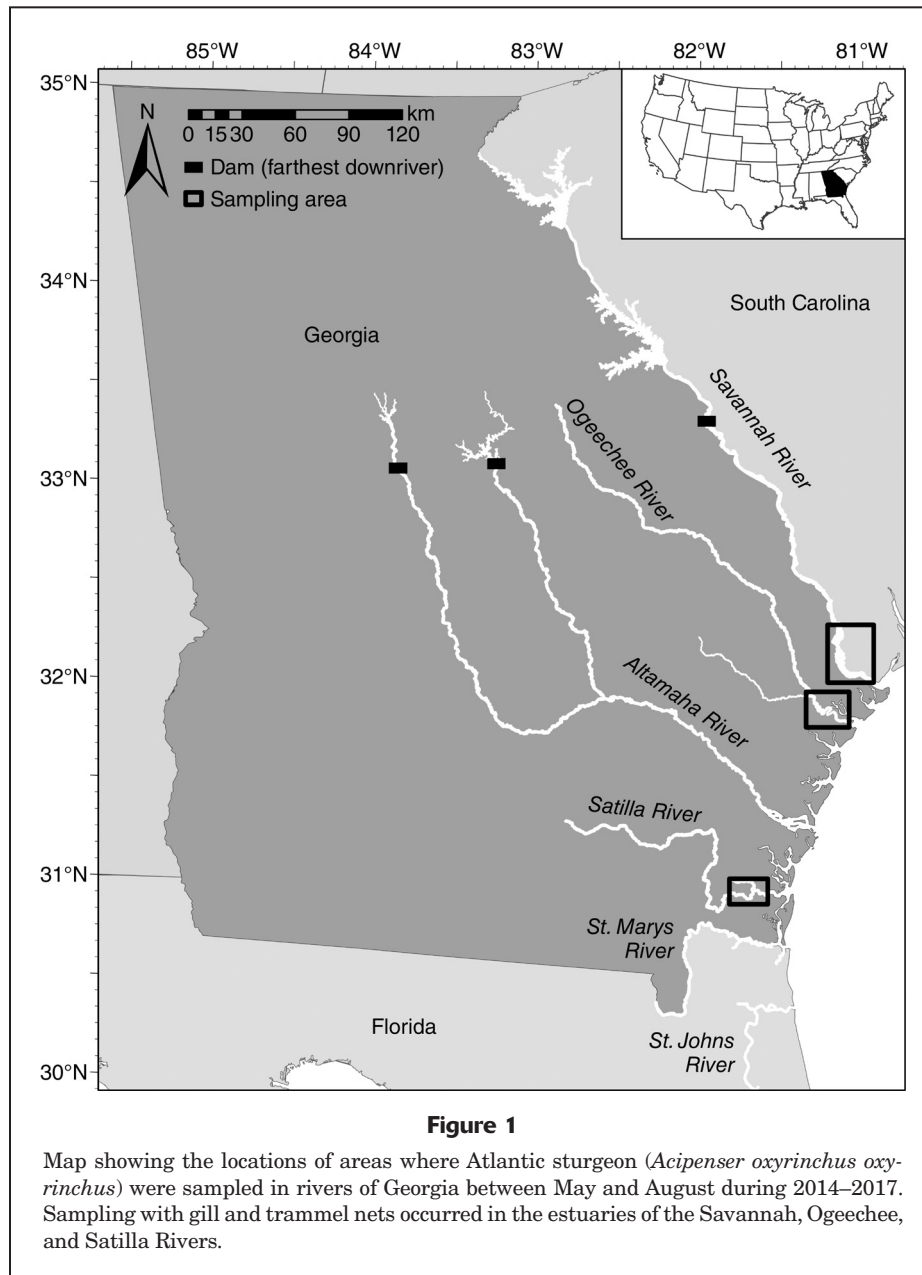 85°W 84°W 83°W 82°W 81°W
35°N
N
0 15 30 60 90 120 km
Dam (farthest downriver)
Sampling area
34°N
South Carolina
Georgia
Savannah River
Ogeechee River
33°N
32°N
Altamaha River
Satilla River
31°N
St. Marys
River
Florida
St. Johns
River
30°N
Figure 1
Map showing the locations of areas where Atlantic sturgeon (Acipenser oxyrinchus oxy-
rinchus) were sampled in rivers of Georgia between May and August during 2014–2017.
Sampling with gill and trammel nets occurred in the estuaries of the Savannah, Ogeechee,
and Satilla Rivers.